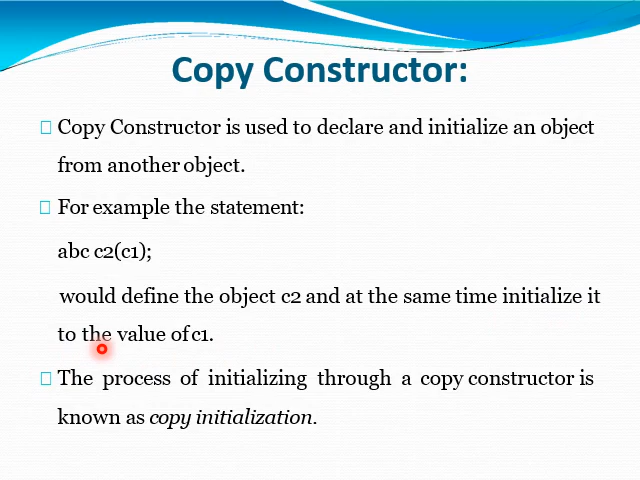 Copy Constructor:
Copy Constructor is used to declare and initialize an object
from another object.
For example the statement:
abc c2(c1);
would define the object c2 and at the same time initialize it
to the value of c1.
The process of initializing through a copy constructor is
known as copy initialization.